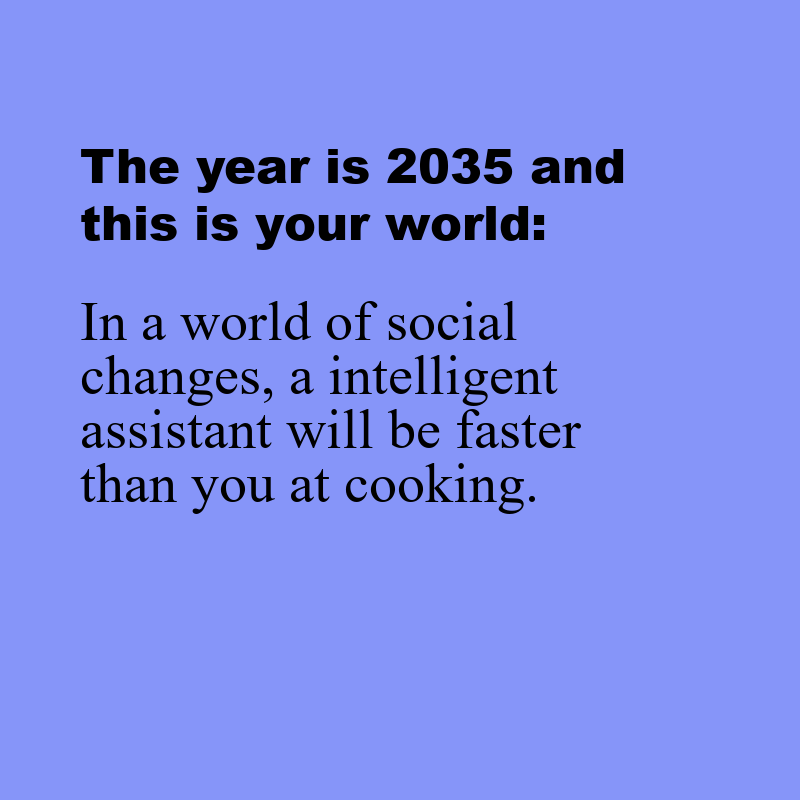 The year is 2035 and
this is your world:
In a world of social
changes, a intelligent
assistant will be faster
than you at cooking.